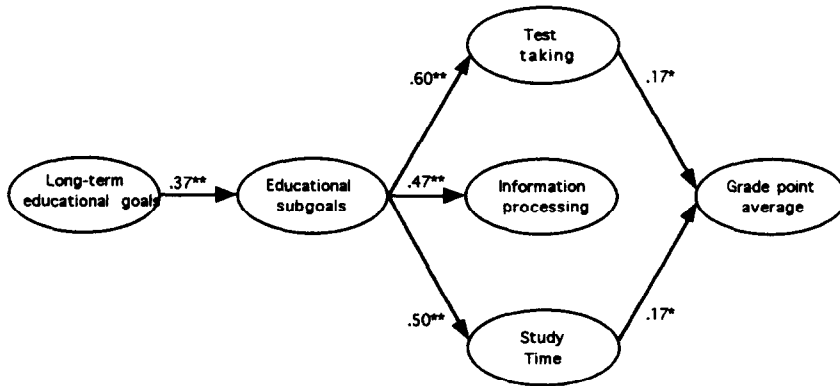 Test
taking
.60**
.17*
Long-term
educational goals
.37**
Educational
subgoals
.47**
Information
processing
Grade point
average
.50**
.17*
Study
Time